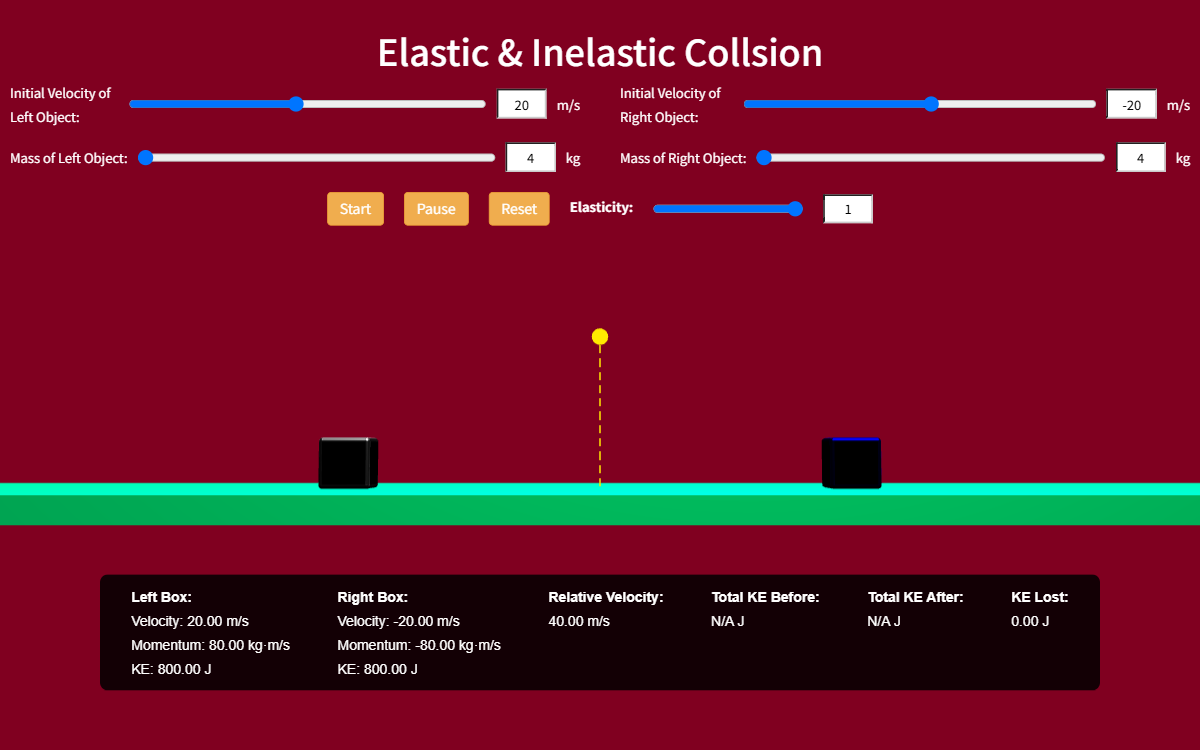 Elastic & Inelastic Collsion
Initial Velocity of
Left Object:
20 m/s
Initial Velocity of
Right Object:
-20 m/s
Mass of Left Object: 4 kg
Mass of Right Object: 4 kg
Start Pause Reset Elasticity: 1
Left Box:
Velocity: 20.00 m/s
Momentum: 80.00 kg·m/s
KE: 800.00 J
Right Box:
Velocity: -20.00 m/s
Momentum: -80.00 kg·m/s
KE: 800.00 J
Relative Velocity:
40.00 m/s
Total KE Before:
N/A J
Total KE After:
N/A J
KE Lost:
0.00 J